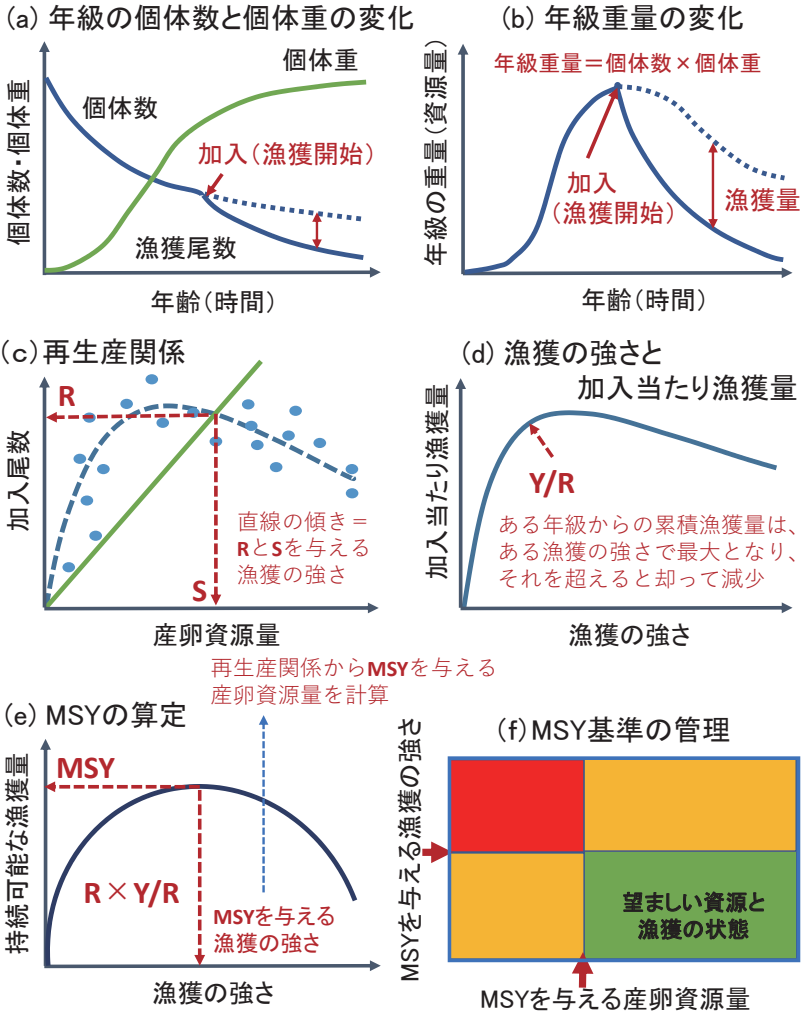 (a) 年級の個体数と個体重の変化
個体数・個体重
個体数
個体重
加入(漁獲開始)
漁獲尾数
年齢(時間)
(b) 年級重量の変化
年級の重量(資源量)
年級重量＝個体数×個体重
加入
(漁獲開始)
漁獲量
年齢(時間)
(c) 再生産関係
加入尾数
R
直線の傾き＝
RとSを与える
漁獲の強さ
S
産卵資源量
(d) 漁獲の強さと
加入当たり漁獲量
加入当たり漁獲量
Y/R
ある年級からの累積漁獲量は、
ある漁獲の強さで最大となり、
それを超えると却って減少
漁獲の強さ
再生産関係からMSYを与える
産卵資源量を計算
(e) MSYの算定
持続可能な漁獲量
MSY
R × Y/R
MSYを与える
漁獲の強さ
漁獲の強さ
(f) MSY基準の管理
MSYを与える漁獲の強さ
望ましい資源と
漁獲の状態
MSYを与える産卵資源量